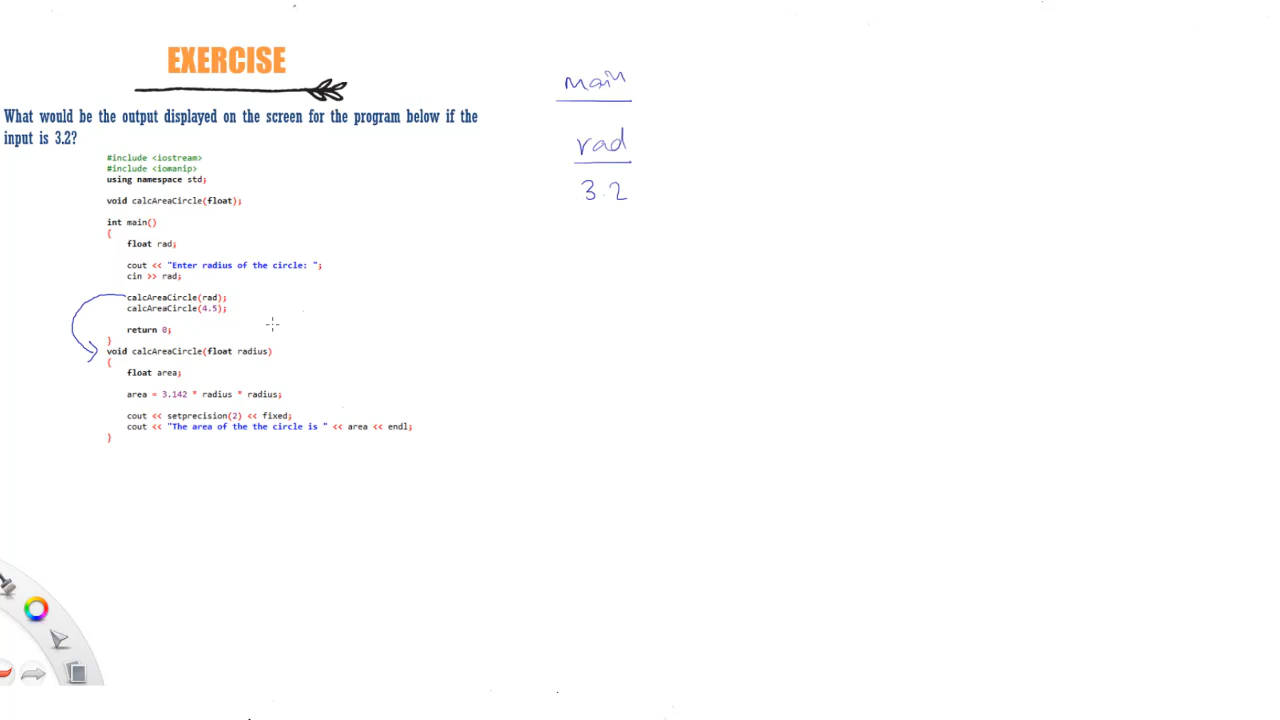 EXERCISE
What would be the output displayed on the screen for the program below if the
input is 3.2?
#include <iostream>
#include <iomanip>
using namespace std;
void calcAreaCircle(float);
int main()
{
float rad;
cout << "Enter radius of the circle: ";
cin >> rad;
calcAreaCircle(rad);
calcAreaCircle(4.5);
return 0;
}
void calcAreaCircle(float radius)
{
float area;
area = 3.142 * radius * radius;
cout << setprecision(2) << fixed;
cout << "The area of the the circle is " << area << endl;
}
main
rad
3.2